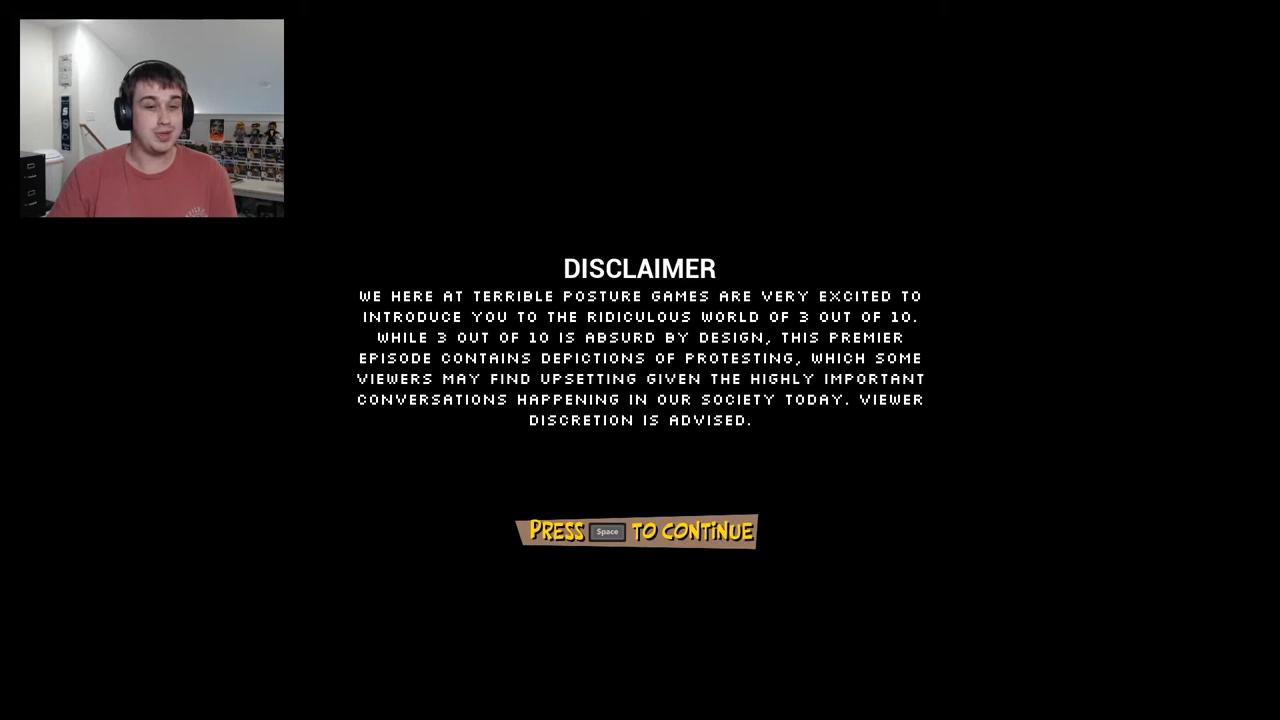 DISCLAIMER
WE HERE AT TERRIBLE POSTURE GAMES ARE VERY EXCITED TO
INTRODUCE YOU TO THE RIDICULOUS WORLD OF 3 OUT OF 10.
WHILE 3 OUT OF 10 IS ABSURD BY DESIGN, THIS PREMIER
EPISODE CONTAINS DEPICTIONS OF PROTESTING, WHICH SOME
VIEWERS MAY FIND UPSETTING GIVEN THE HIGHLY IMPORTANT
CONVERSATIONS HAPPENING IN OUR SOCIETY TODAY. VIEWER
DISCRETION IS ADVISED.
PRESS Space TO CONTINUE